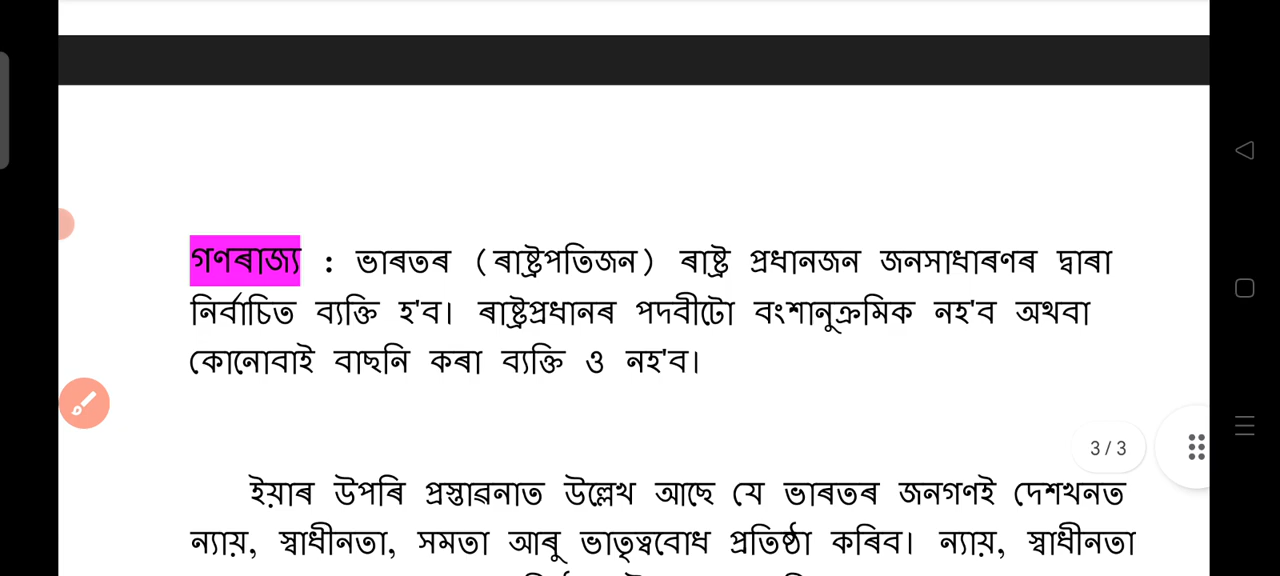 গণৰাজ্য : ভাৰতৰ (ৰাষ্ট্ৰপতিজন) ৰাষ্ট্ৰ প্ৰধানজন জনসাধাৰণৰ দ্বাৰা
নিৰ্বাচিত ব্যক্তি হ'ব। ৰাষ্ট্ৰপ্ৰধানৰ পদবীটো বংশানুক্ৰমিক নহ'ব অথবা
কোনোবাই বাছনি কৰা ব্যক্তি ও নহ'ব।
3/3
ইয়াৰ উপৰি প্ৰস্তাৱনাত উল্লেখ আছে যে ভাৰতৰ জনগণই দেশখনত
ন্যায়, স্বাধীনতা, সমতা আৰু ভাতৃত্ববোধ প্ৰতিষ্ঠা কৰিব। ন্যায়, স্বাধীনতা